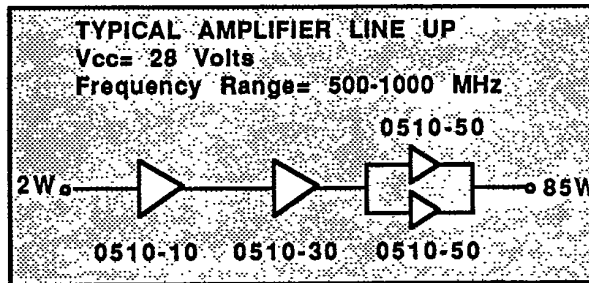 TYPICAL AMPLIFIER LINE UP
Vcc= 28 Volts
Frequency Range= 500-1000 MHz
0510-50
2W
85W
0510-10 0510-30 0510-50